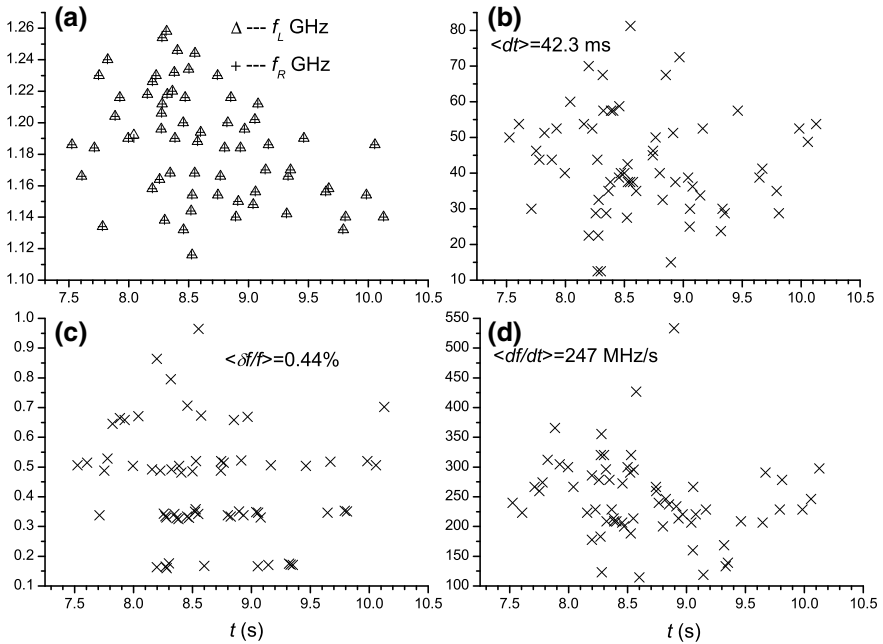 (a)
Δ --- f_L GHz
+ --- f_R GHz
1.26
1.24
1.22
1.20
1.18
1.16
1.14
1.12
1.10
7.5 8.0 8.5 9.0 9.5 10.0 10.5
(b)
<dt>=42.3 ms
80
70
60
50
40
30
20
10
7.5 8.0 8.5 9.0 9.5 10.0 10.5
(c)
<δf/f>=0.44%
1.0
0.9
0.8
0.7
0.6
0.5
0.4
0.3
0.2
0.1
7.5 8.0 8.5 9.0 9.5 10.0 10.5
t (s)
(d)
<df/dt>=247 MHz/s
550
500
450
400
350
300
250
200
150
100
7.5 8.0 8.5 9.0 9.5 10.0 10.5
t (s)